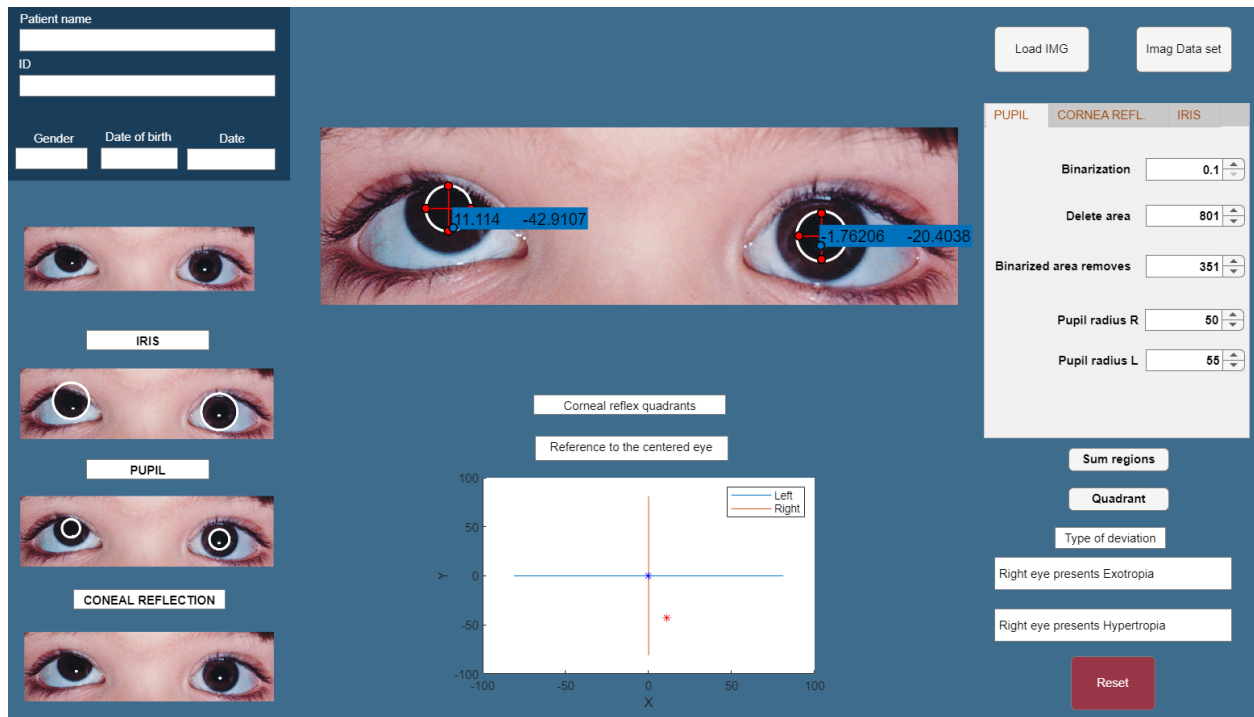 Patient name
ID
Gender Date of birth Date
Load IMG Imag Data set
PUPIL CORNEA REFL. IRIS
Binarization 0.1
Delete area 801
Binarized area removes 351
Pupil radius R 50
Pupil radius L 55
11.114 -42.9107
-1.76206 -20.4038
IRIS
PUPIL
CONEAL REFLECTION
Corneal reflex quadrants
Reference to the centered eye
100
50
0
-50
-100
Y
Left
Right
-100 -50 0 50 100
X
Sum regions
Quadrant
Type of deviation
Right eye presents Exotropia
Right eye presents Hypertropia
Reset